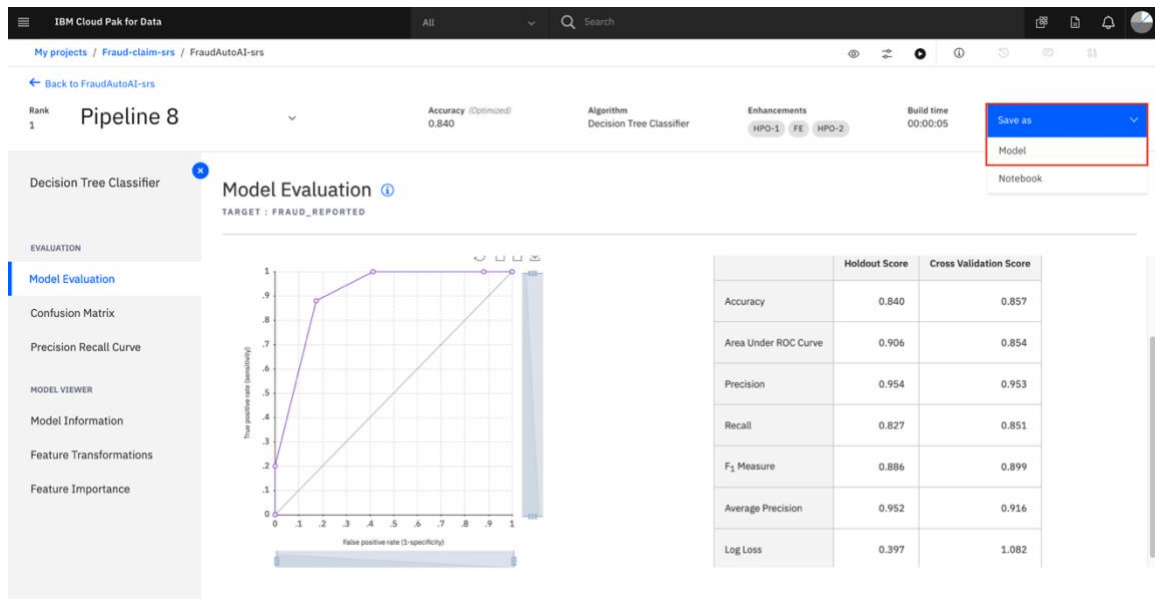 IBM Cloud Pak for Data
All
Search
My projects / Fraud-claim-srs / FraudAutoAI-srs
← Back to FraudAutoAI-srs
Rank
1
Pipeline 8
Accuracy (Optimized)
0.840
Algorithm
Decision Tree Classifier
Enhancements
HPO-1 FE HPO-2
Build time
00:00:05
Save as
Model
Notebook
Decision Tree Classifier
EVALUATION
Model Evaluation
Confusion Matrix
Precision Recall Curve
MODEL VIEWER
Model Information
Feature Transformations
Feature Importance
Model Evaluation
TARGET : FRAUD_REPORTED
True positive rate (sensitivity)
1
.9
.8
.7
.6
.5
.4
.3
.2
.1
0
0 .1 .2 .3 .4 .5 .6 .7 .8 .9 1
False positive rate (1-specificity)
Holdout Score Cross Validation Score
Accuracy 0.840 0.857
Area Under ROC Curve 0.906 0.854
Precision 0.954 0.953
Recall 0.827 0.851
F1 Measure 0.886 0.899
Average Precision 0.952 0.916
Log Loss 0.397 1.082